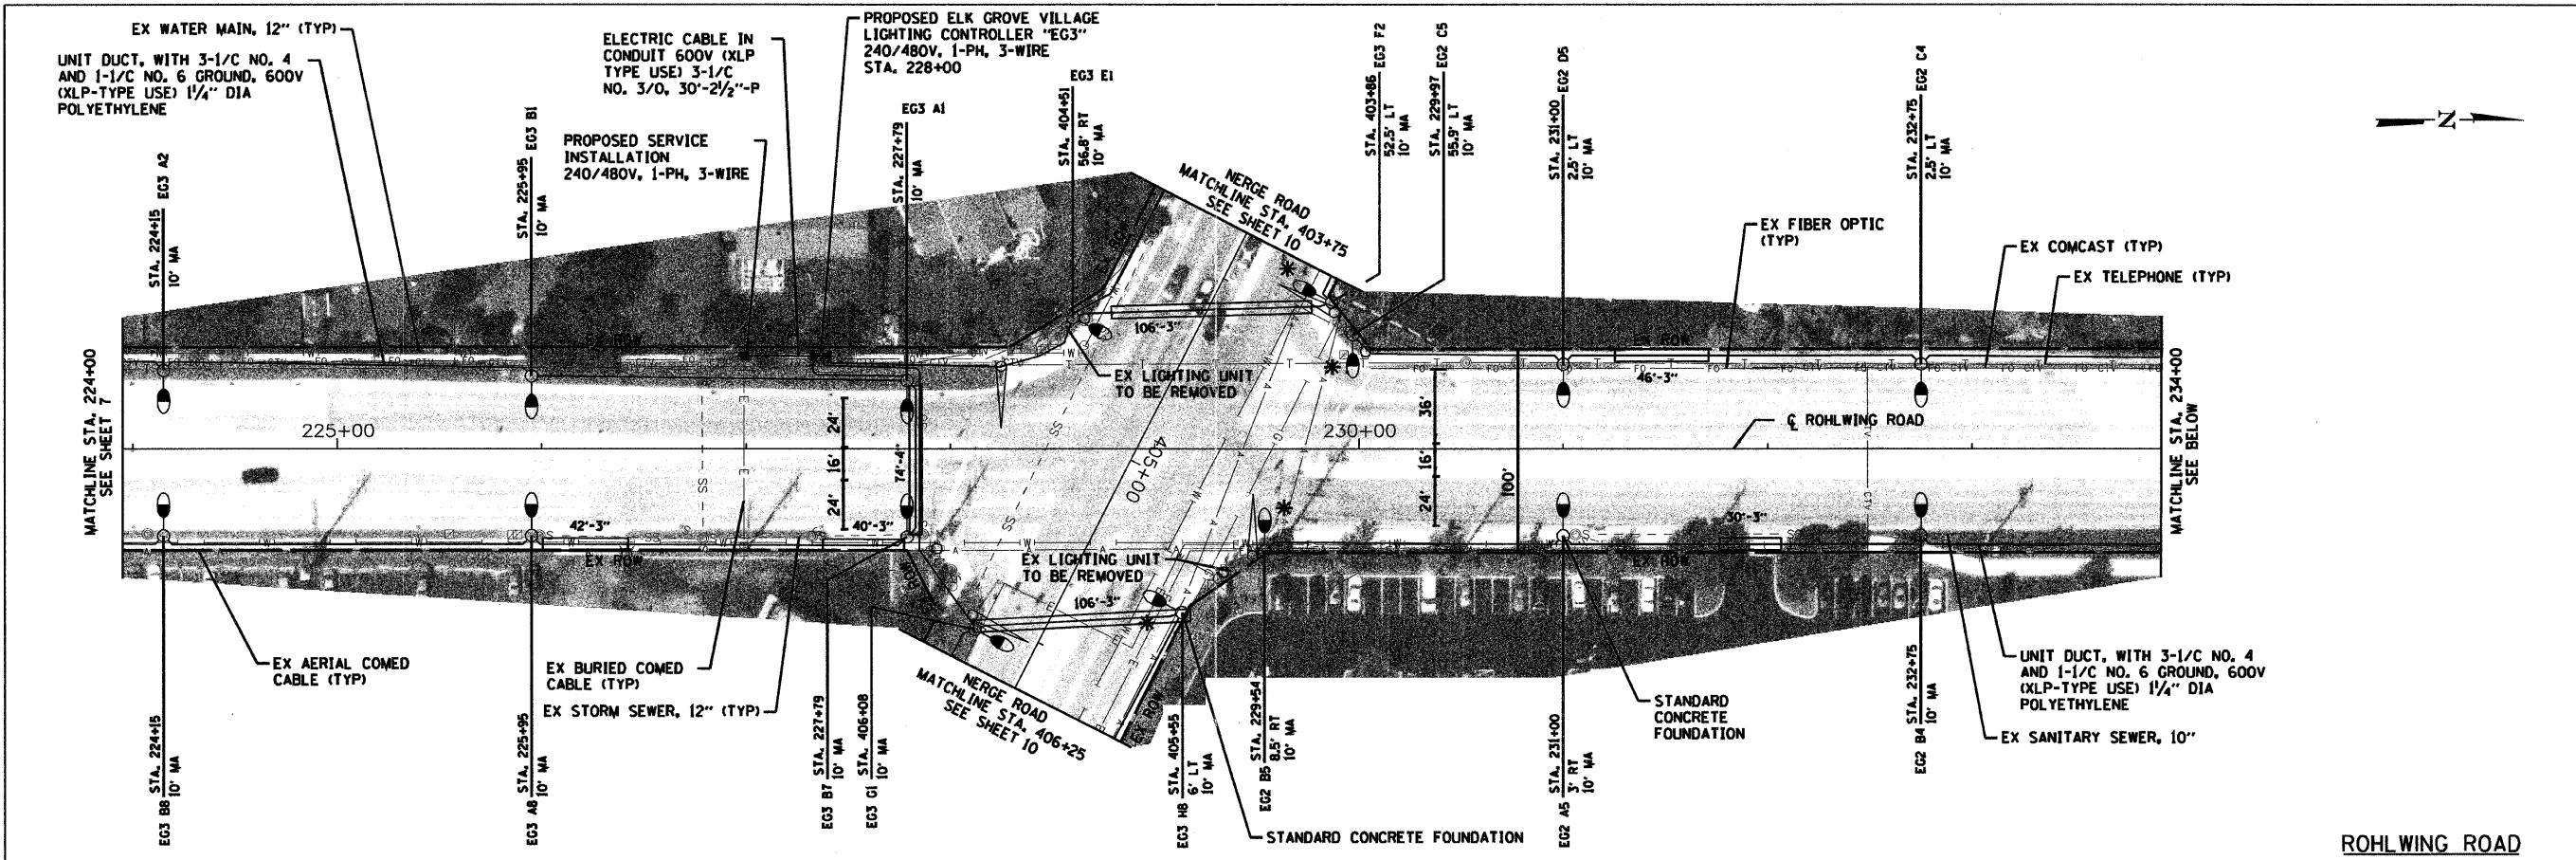 EX WATER MAIN, 12" (TYP)
UNIT DUCT, WITH 3-1/C NO. 4
AND 1-1/C NO. 6 GROUND, 600V
(XLP-TYPE USE) 1¼" DIA
POLYETHYLENE
ELECTRIC CABLE IN
CONDUIT 600V (XLP
TYPE USE) 3-1/C
NO. 3/0, 30'-2½"-P
PROPOSED SERVICE
INSTALLATION
240/480V, 1-PH, 3-WIRE
PROPOSED ELK GROVE VILLAGE
LIGHTING CONTROLLER "EG3"
240/480V, 1-PH, 3-WIRE
STA. 228+00
EG3 A2
STA. 224+15
10' MA
EG3 B1
STA. 225+95
10' MA
EG3 A1
STA. 227+79
10' MA
EG3 E1
STA. 404+51
56.8' RT
10' MA
EG3 F2
STA. 403+86
52.5' LT
10' MA
EG2 C5
STA. 229+97
55.9' LT
10' MA
EG2 D5
STA. 231+00
2.5' LT
10' MA
EG2 C4
STA. 232+75
2.5' LT
10' MA
N
NERGE ROAD
MATCHLINE STA. 403+75
SEE SHEET 10
EX FIBER OPTIC
(TYP)
EX COMCAST (TYP)
EX TELEPHONE (TYP)
EX ROW
EX ROW
EX ROW
106'-3"
46'-3"
EX LIGHTING UNIT
TO BE REMOVED
MATCHLINE STA. 224+00
SEE SHEET 7
225+00
24'
16'
24'
74'-4"
405+00
230+00
36'
16'
24'
100'
℄ ROHLWING ROAD
MATCHLINE STA. 234+00
SEE BELOW
42'-3"
40'-3"
30'-3"
EX ROW
EX ROW
EX ROW
EX LIGHTING UNIT
TO BE REMOVED
106'-3"
EX ROW
EX AERIAL COMED
CABLE (TYP)
EX BURIED COMED
CABLE (TYP)
EX STORM SEWER, 12" (TYP)
NERGE ROAD
MATCHLINE STA. 406+25
SEE SHEET 10
STANDARD
CONCRETE
FOUNDATION
UNIT DUCT, WITH 3-1/C NO. 4
AND 1-1/C NO. 6 GROUND, 600V
(XLP-TYPE USE) 1¼" DIA
POLYETHYLENE
EX SANITARY SEWER, 10"
EG3 B8
STA. 224+15
10' MA
EG3 A8
STA. 225+95
10' MA
EG3 B7
STA. 227+79
10' MA
EG3 G1
STA. 406+08
10' MA
EG3 H8
STA. 405+55
6' LT
10' MA
EG2 B5
STA. 229+54
8.5' RT
10' MA
EG2 A5
STA. 231+00
3' RT
10' MA
EG2 B4
STA. 232+75
10' MA
STANDARD CONCRETE FOUNDATION
ROHLWING ROAD